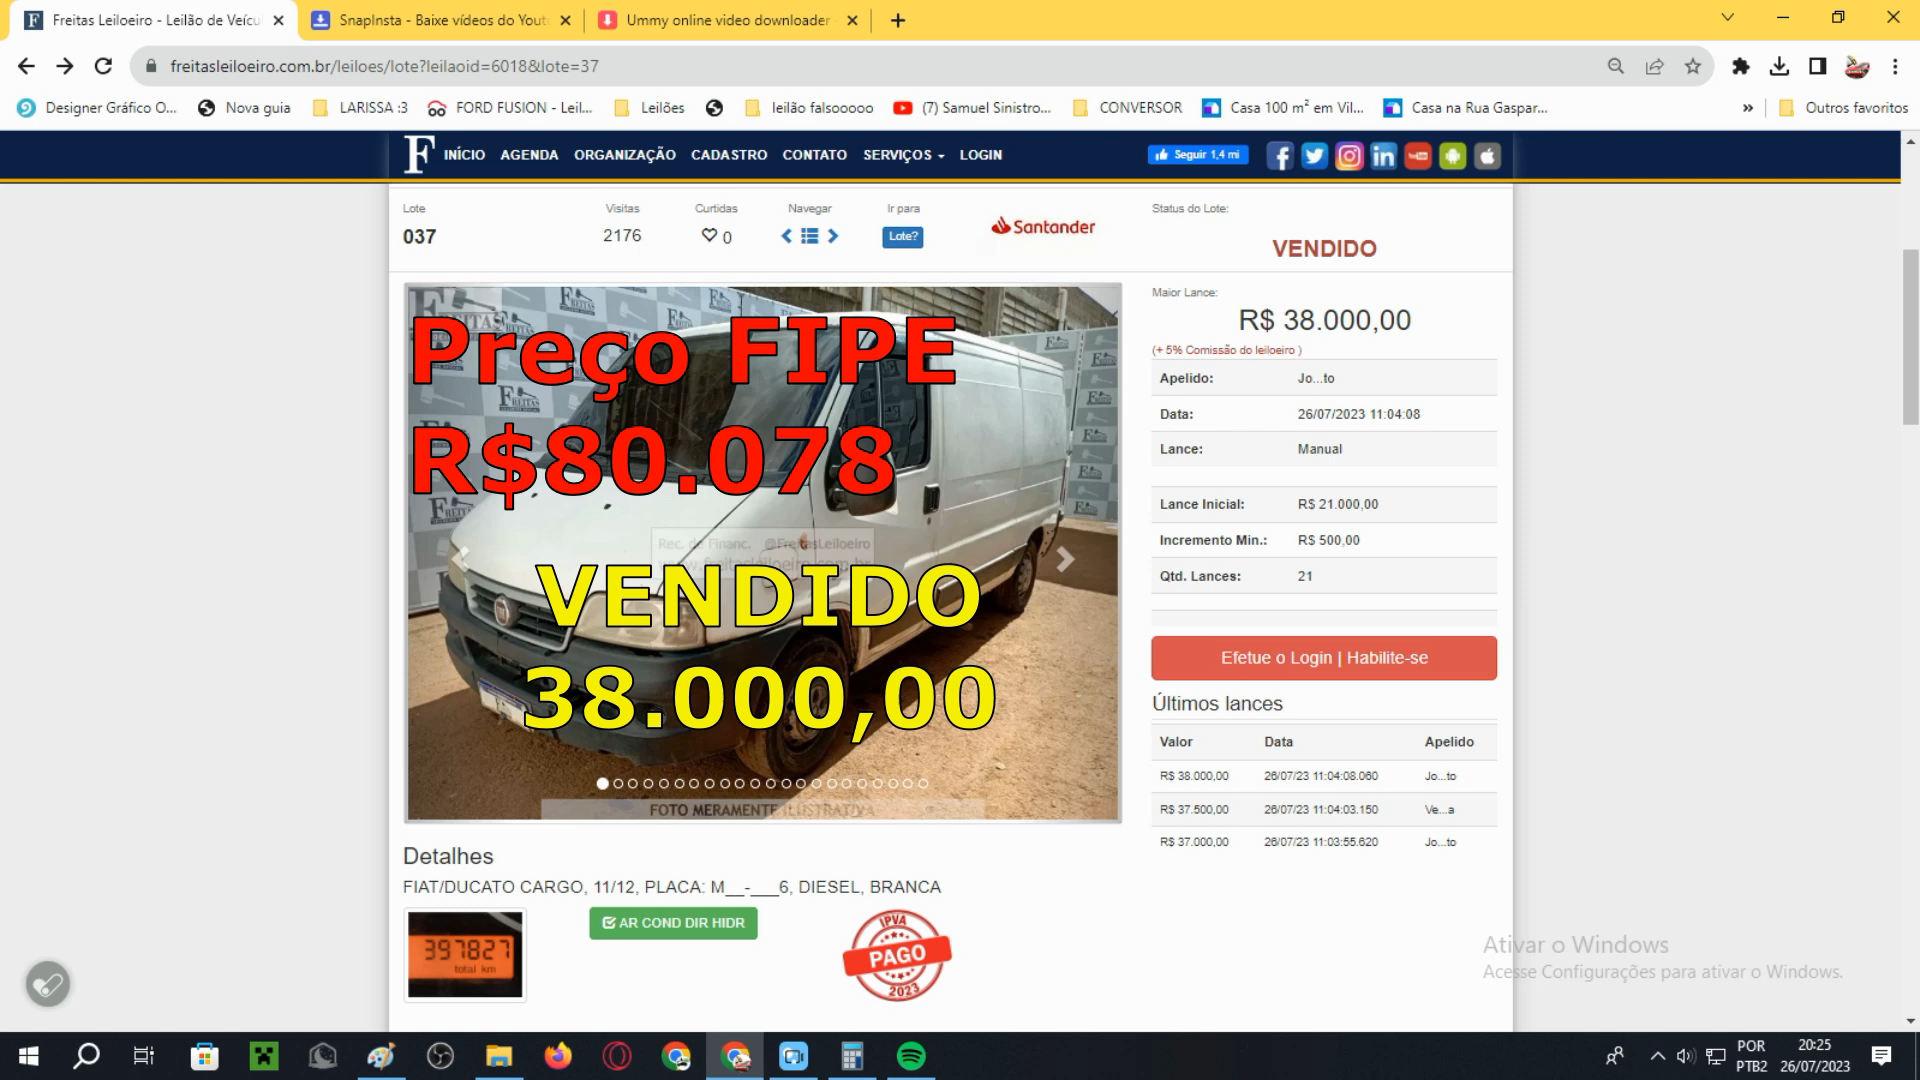 Freitas Leiloeiro - Leilão de Veícu
SnapInsta - Baixe vídeos do Yout
Ummy online video downloader
freitasleiloeiro.com.br/leiloes/lote?leilaoid=6018&lote=37
Designer Gráfico O... Nova guia LARISSA :3 FORD FUSION - Leil... Leilões leilão falsooooo (7) Samuel Sinistro... CONVERSOR Casa 100 m² em Vil... Casa na Rua Gaspar... » Outros favoritos
F INÍCIO AGENDA ORGANIZAÇÃO CADASTRO CONTATO SERVIÇOS LOGIN Seguir 1,4 mi
Lote Visitas Curtidas Navegar Ir para Status do Lote:
037 2176 0 Lote? Santander VENDIDO
Preço FIPE
R$80.078
Rec. de Financ. @FreitasLeiloeiro
www.freitasleiloeiro.com.br
VENDIDO
38.000,00
FOTO MERAMENTE ILUSTRATIVA
Maior Lance:
R$ 38.000,00
(+ 5% Comissão do leiloeiro )
Apelido: Jo...to
Data: 26/07/2023 11:04:08
Lance: Manual
Lance Inicial: R$ 21.000,00
Incremento Min.: R$ 500,00
Qtd. Lances: 21
Efetue o Login | Habilite-se
Últimos lances
Valor Data Apelido
R$ 38.000,00 26/07/23 11:04:08.060 Jo...to
R$ 37.500,00 26/07/23 11:04:03.150 Ve...a
R$ 37.000,00 26/07/23 11:03:55.620 Jo...to
Detalhes
FIAT/DUCATO CARGO, 11/12, PLACA: M__-___6, DIESEL, BRANCA
397827
total km
AR COND DIR HIDR
IPVA
PAGO
2023
Ativar o Windows
Acesse Configurações para ativar o Windows.
POR
PTB2
20:25
26/07/2023